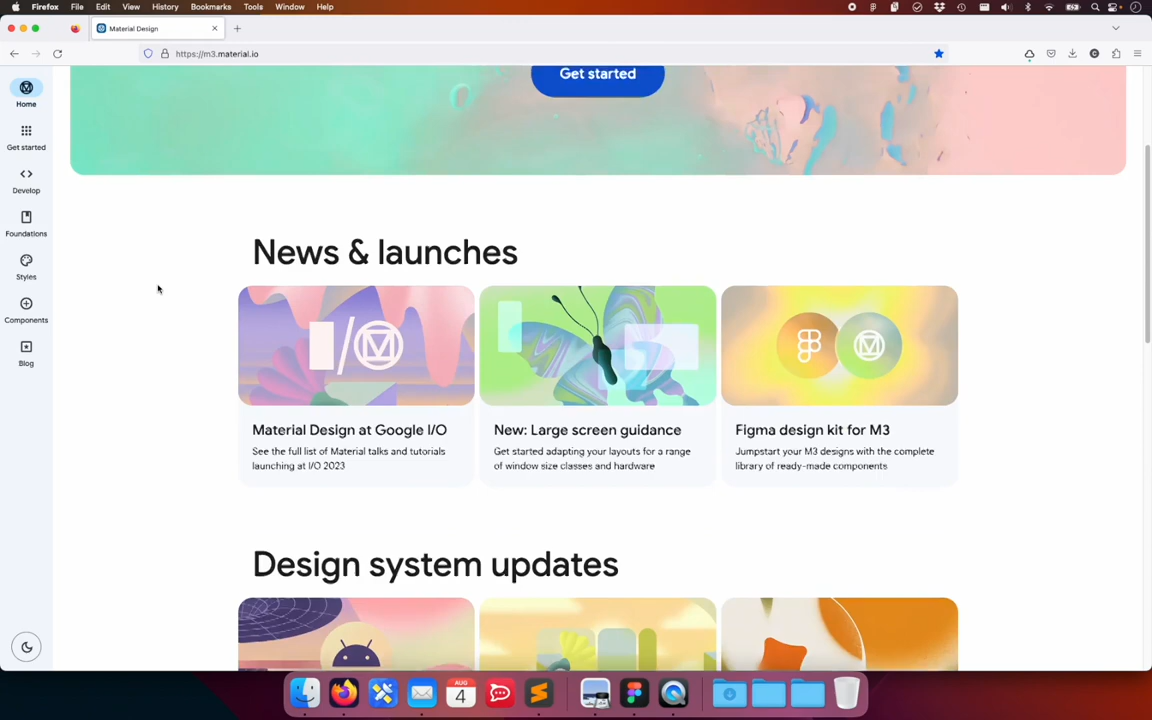 Firefox File Edit View History Bookmarks Tools Window Help
Material Design
https://m3.material.io
Home
Get started
Develop
Foundations
Styles
Components
Blog
Get started
News & launches
Material Design at Google I/O
See the full list of Material talks and tutorials
launching at I/O 2023
New: Large screen guidance
Get started adapting your layouts for a range
of window size classes and hardware
Figma design kit for M3
Jumpstart your M3 designs with the complete
library of ready-made components
Design system updates
AUG
4